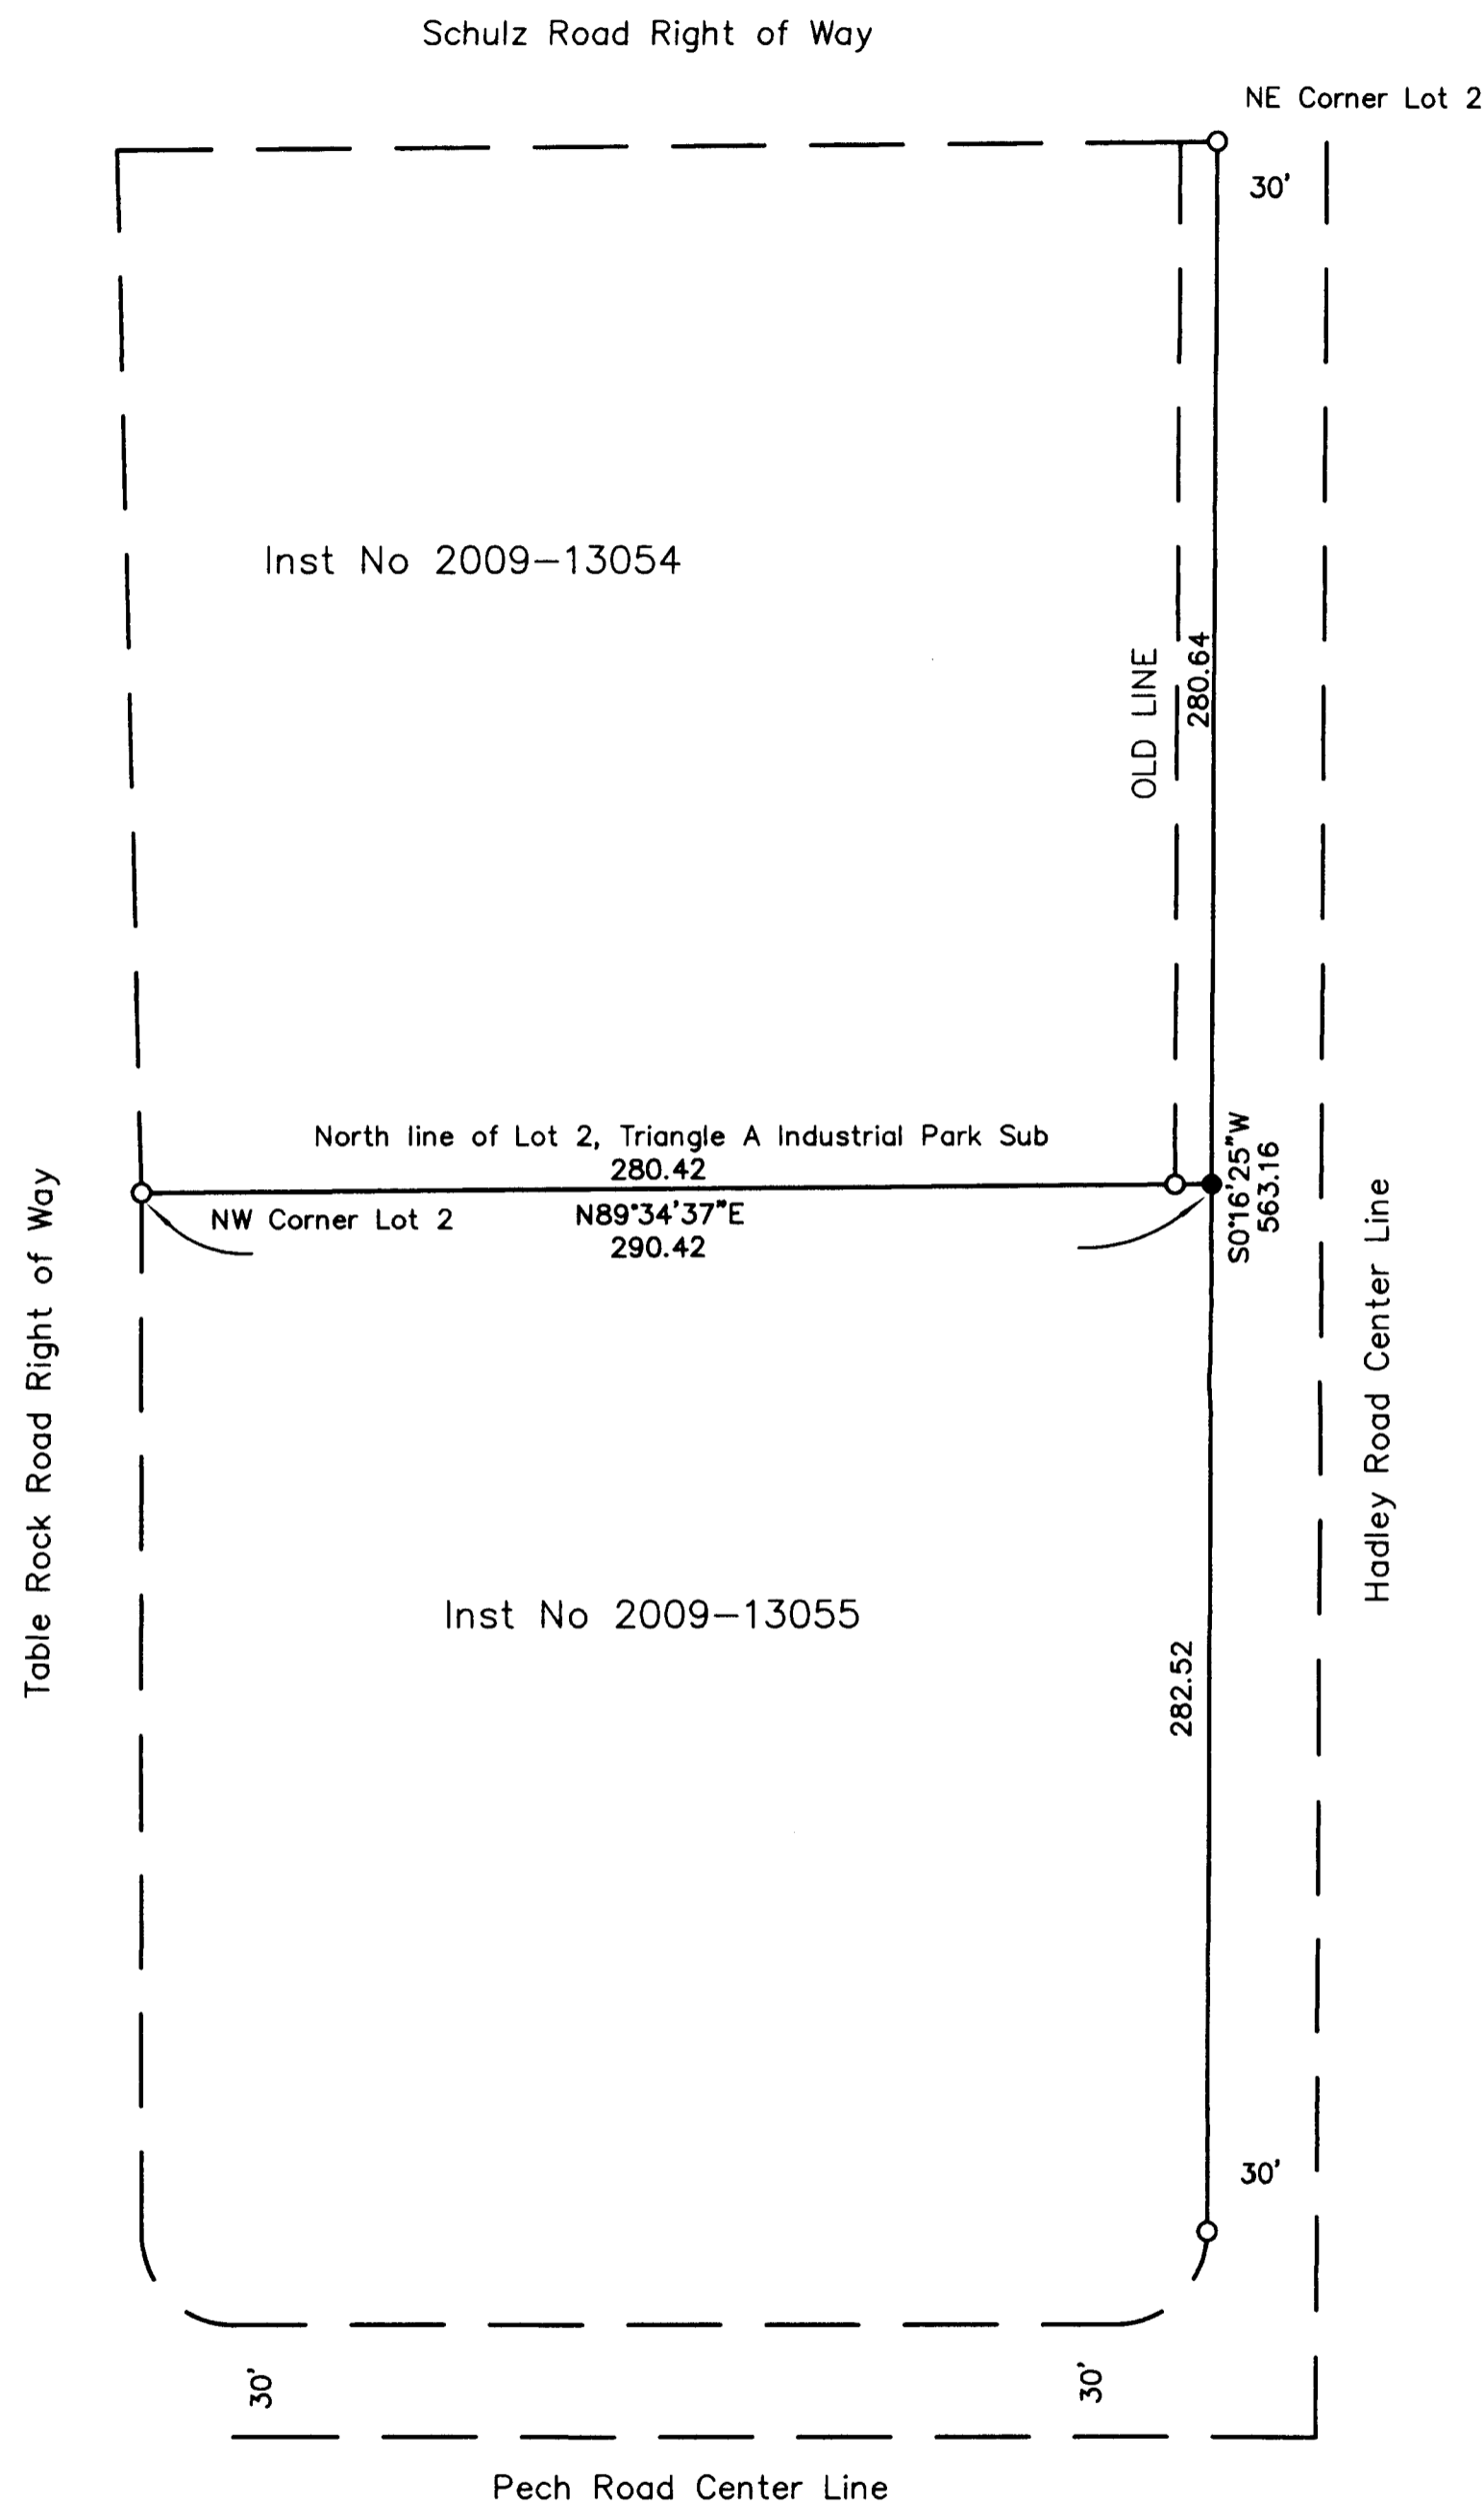 Schulz Road Right of Way
NE Corner Lot 2
30'
Inst No 2009-13054
OLD LINE
280.64
North line of Lot 2, Triangle A Industrial Park Sub
280.42
NW Corner Lot 2
N89°34'37"E
290.42
S0°16'25"W
563.16
Table Rock Road Right of Way
Hadley Road Center Line
Inst No 2009-13055
282.52
30'
30'
30'
Pech Road Center Line